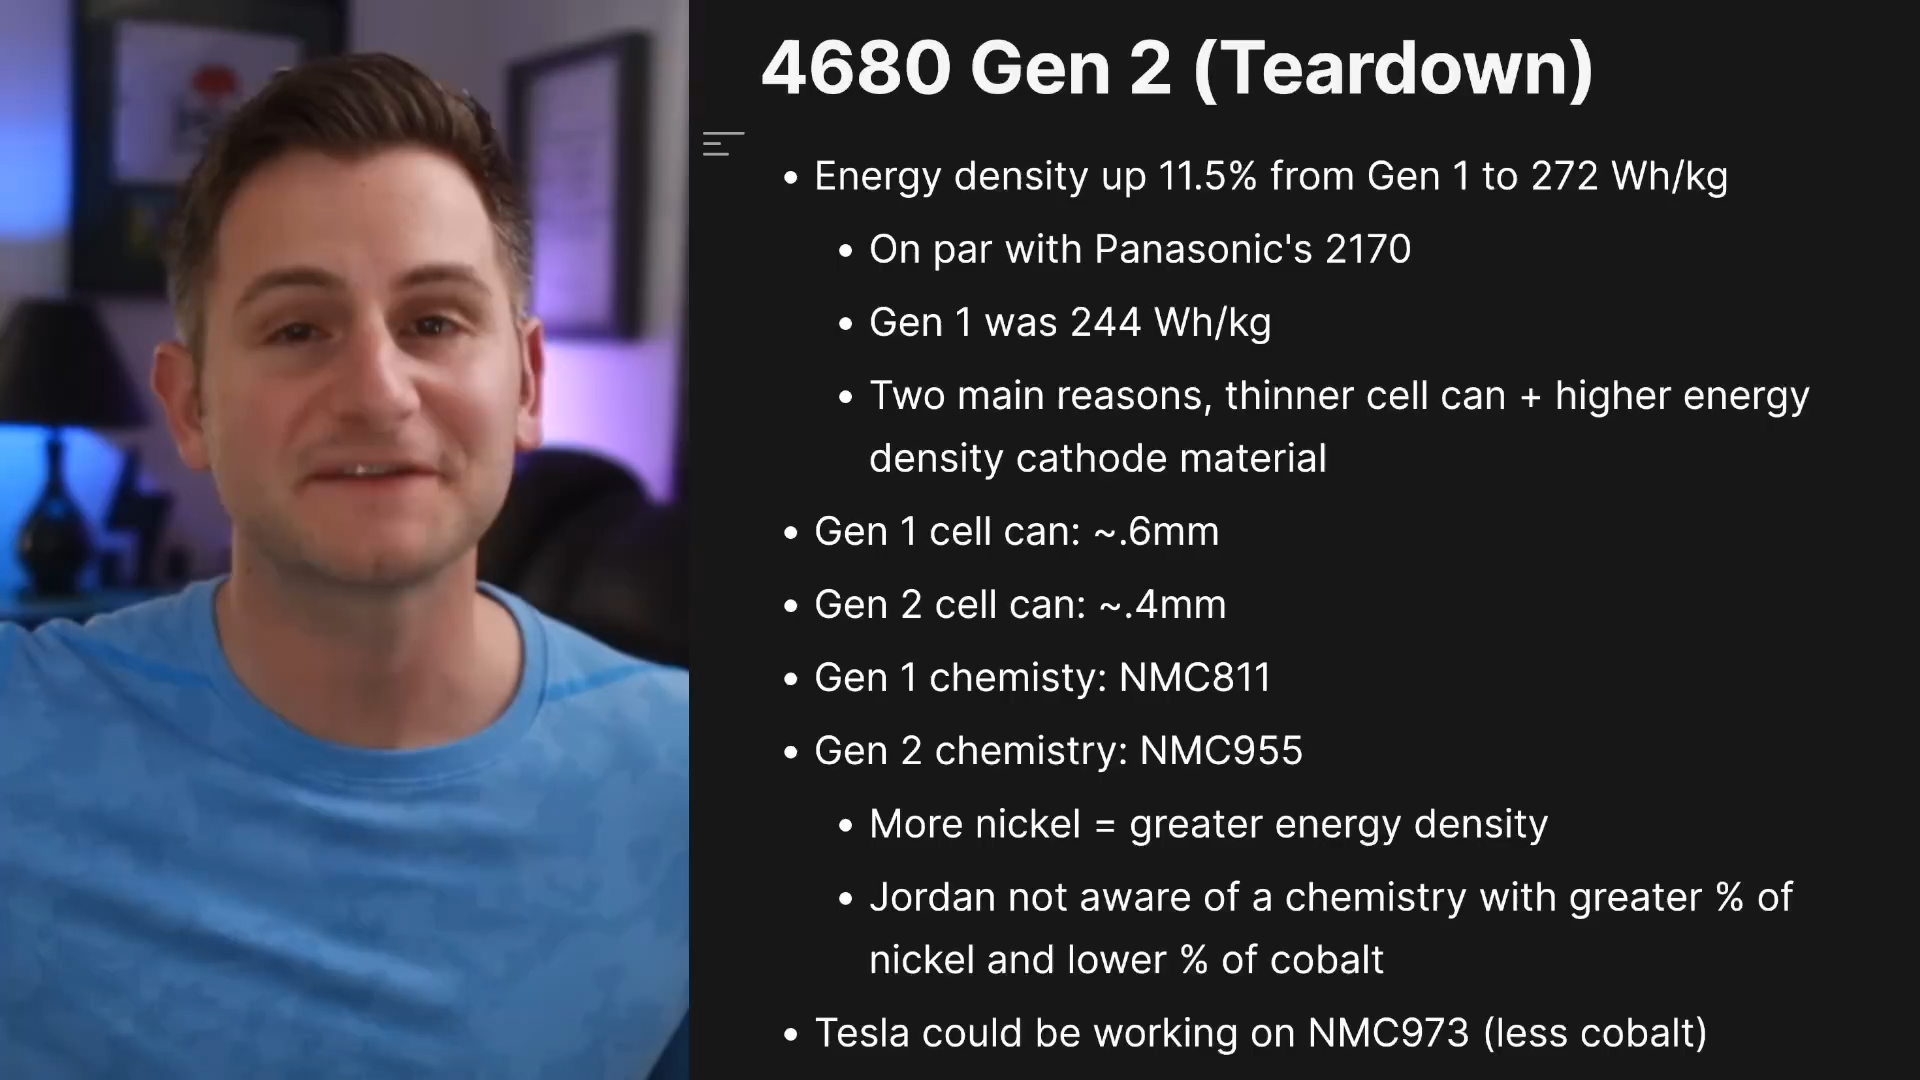 4680 Gen 2 (Teardown)
• Energy density up 11.5% from Gen 1 to 272 Wh/kg
• On par with Panasonic's 2170
• Gen 1 was 244 Wh/kg
• Two main reasons, thinner cell can + higher energy
density cathode material
• Gen 1 cell can: ~.6mm
• Gen 2 cell can: ~.4mm
• Gen 1 chemisty: NMC811
• Gen 2 chemistry: NMC955
• More nickel = greater energy density
• Jordan not aware of a chemistry with greater % of
nickel and lower % of cobalt
• Tesla could be working on NMC973 (less cobalt)